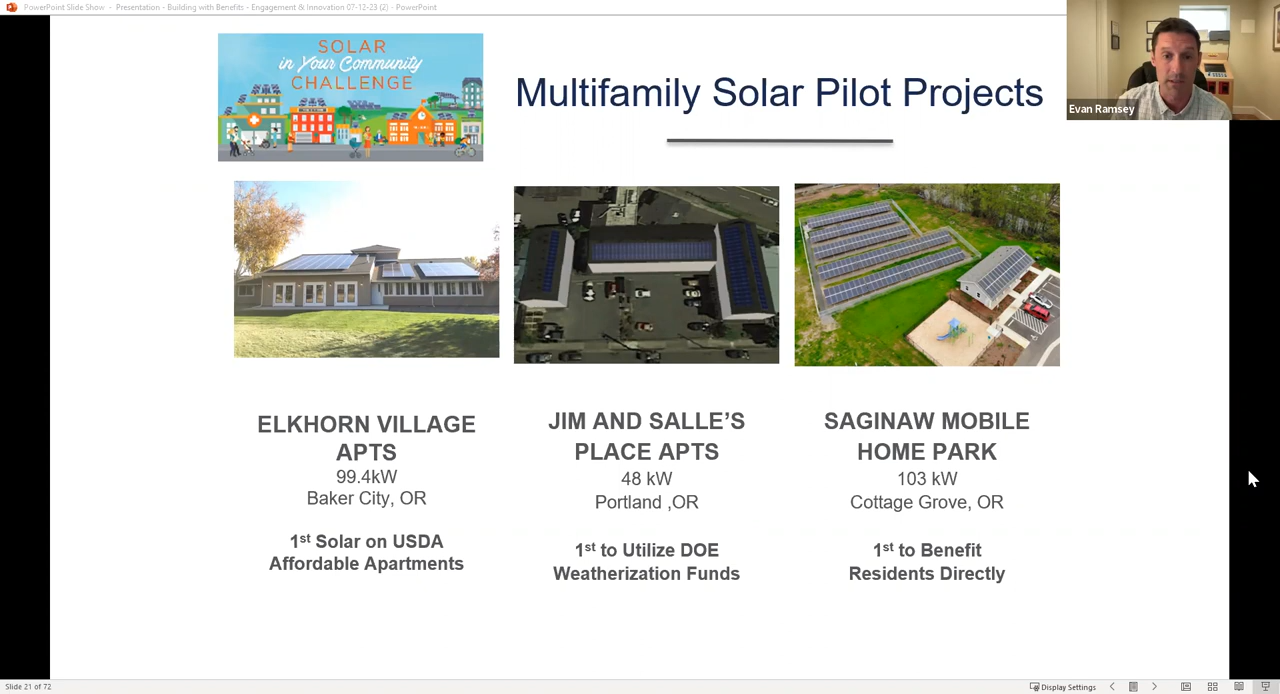 PowerPoint Slide Show - Presentation - Building with Benefits - Engagement & Innovation 07-12-23 (2) - PowerPoint
SOLAR
in Your Community
CHALLENGE
Multifamily Solar Pilot Projects
Evan Ramsey
ELKHORN VILLAGE
APTS
99.4kW
Baker City, OR
1st Solar on USDA
Affordable Apartments
JIM AND SALLE’S
PLACE APTS
48 kW
Portland ,OR
1st to Utilize DOE
Weatherization Funds
SAGINAW MOBILE
HOME PARK
103 kW
Cottage Grove, OR
1st to Benefit
Residents Directly
Slide 21 of 72
Display Settings